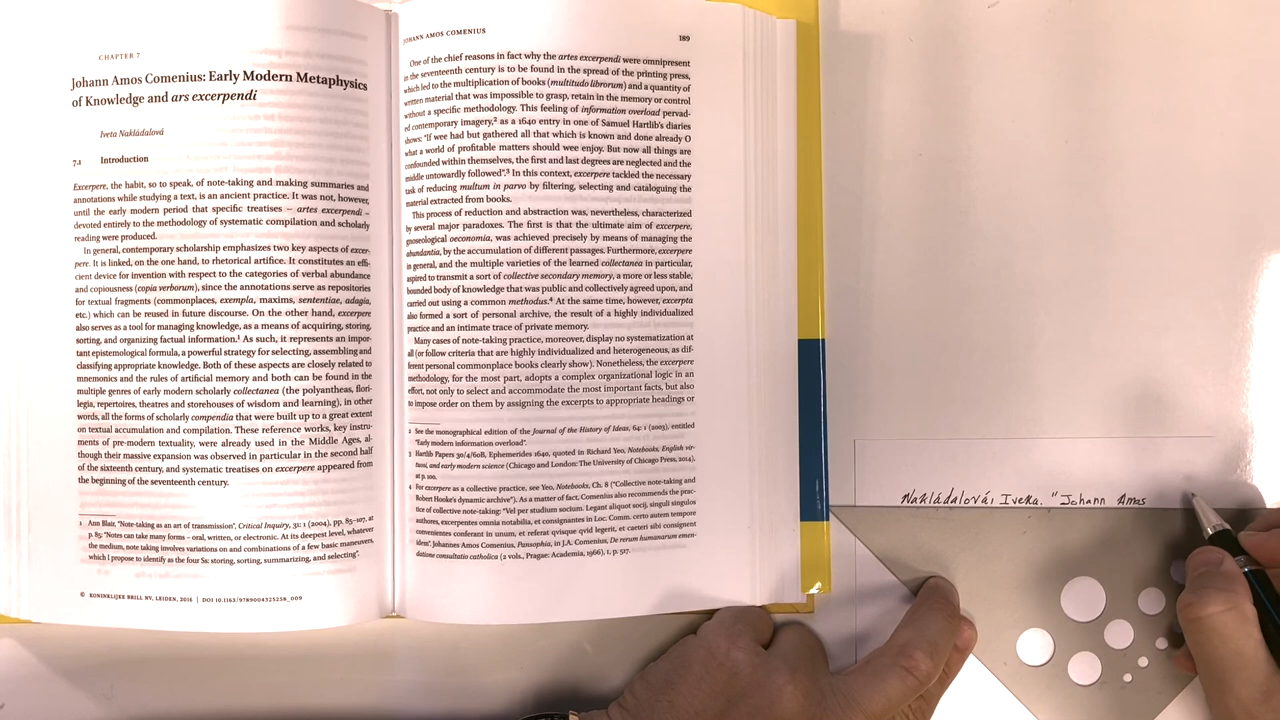 CHAPTER 7
Johann Amos Comenius: Early Modern Metaphysics
of Knowledge and ars excerpendi
Iveta Nakládalová
7.1 Introduction
Excerpere, the habit, so to speak, of note-taking and making summaries and
annotations while studying a text, is an ancient practice. It was not, however,
until the early modern period that specific treatises – artes excerpendi –
devoted entirely to the methodology of systematic compilation and scholarly
reading were produced.
In general, contemporary scholarship emphasizes two key aspects of excer-
pere. It is linked, on the one hand, to rhetorical artifice. It constitutes an effi-
cient device for invention with respect to the categories of verbal abundance
and copiousness (copia verborum), since the annotations serve as repositories
for textual fragments (commonplaces, exempla, maxims, sententiae, adagia,
etc.) which can be reused in future discourse. On the other hand, excerpere
also serves as a tool for managing knowledge, as a means of acquiring, storing,
sorting, and organizing factual information.1 As such, it represents an impor-
tant epistemological formula, a powerful strategy for selecting, assembling and
classifying appropriate knowledge. Both of these aspects are closely related to
mnemonics and the rules of artificial memory and both can be found in the
multiple genres of early modern scholarly collectanea (the polyantheas, flori-
legia, repertoires, theatres and storehouses of wisdom and learning), in other
words, all the forms of scholarly compendia that were built up to a great extent
on textual accumulation and compilation. These reference works, key instru-
ments of pre-modern textuality, were already used in the Middle Ages, al-
though their massive expansion was observed in particular in the second half
of the sixteenth century, and systematic treatises on excerpere appeared from
the beginning of the seventeenth century.
1 Ann Blair, "Note-taking as an art of transmission", Critical Inquiry, 31: 1 (2004), pp. 85–107, at
p. 85: "Notes can take many forms – oral, written, or electronic. At its deepest level, whatever
the medium, note taking involves variations on and combinations of a few basic maneuvers,
which I propose to identify as the four Ss: storing, sorting, summarizing, and selecting".
© KONINKLIJKE BRILL NV, LEIDEN, 2016 | DOI 10.1163/9789004325258_009
JOHANN AMOS COMENIUS 189
One of the chief reasons in fact why the artes excerpendi were omnipresent
in the seventeenth century is to be found in the spread of the printing press,
which led to the multiplication of books (multitudo librorum) and a quantity of
written material that was impossible to grasp, retain in the memory or control
without a specific methodology. This feeling of information overload pervad-
ed contemporary imagery,2 as a 1640 entry in one of Samuel Hartlib's diaries
shows: "If wee had but gathered all that which is known and done already O
what a world of profitable matters should wee enjoy. But now all things are
confounded within themselves, the first and last degrees are neglected and the
middle untowardly followed".3 In this context, excerpere tackled the necessary
task of reducing multum in parvo by filtering, selecting and cataloguing the
material extracted from books.
This process of reduction and abstraction was, nevertheless, characterized
by several major paradoxes. The first is that the ultimate aim of excerpere,
gnoseological oeconomia, was achieved precisely by means of managing the
abundantia, by the accumulation of different passages. Furthermore, excerpere
in general, and the multiple varieties of the learned collectanea in particular,
aspired to transmit a sort of collective secondary memory, a more or less stable,
bounded body of knowledge that was public and collectively agreed upon, and
carried out using a common methodus.4 At the same time, however, excerpta
also formed a sort of personal archive, the result of a highly individualized
practice and an intimate trace of private memory.
Many cases of note-taking practice, moreover, display no systematization at
all (or follow criteria that are highly individualized and heterogeneous, as dif-
ferent personal commonplace books clearly show). Nonetheless, the excerpere
methodology, for the most part, adopts a complex organizational logic in an
effort, not only to select and accommodate the most important facts, but also
to impose order on them by assigning the excerpts to appropriate headings or
2 See the monographical edition of the Journal of the History of Ideas, 64: 1 (2003), entitled
"Early modern information overload".
3 Hartlib Papers 30/4/60B, Ephemerides 1640, quoted in Richard Yeo, Notebooks, English vir-
tuosi, and early modern science (Chicago and London: The University of Chicago Press, 2014),
at p. 100.
4 For excerpere as a collective practice, see Yeo, Notebooks, Ch. 8 ("Collective note-taking and
Robert Hooke's dynamic archive"). As a matter of fact, Comenius also recommends the prac-
tice of collective note-taking: "Vel per studium socium. Legant aliquot socij, singuli singulos
authores, excerpentes omnia notabilia, et consignantes in Loc. Comm. certo autem tempore
convenientes conferant in unum, et referat qvisque qvid legerit, et caeteri sibi consignent
idem". Johannes Amos Comenius, Pansophia, in J.A. Comenius, De rerum humanarum emen-
datione consultatio catholica (2 vols., Pragae: Academia, 1966), 1, p. 517.
Nakládalová, Iveta. "Johann Amos